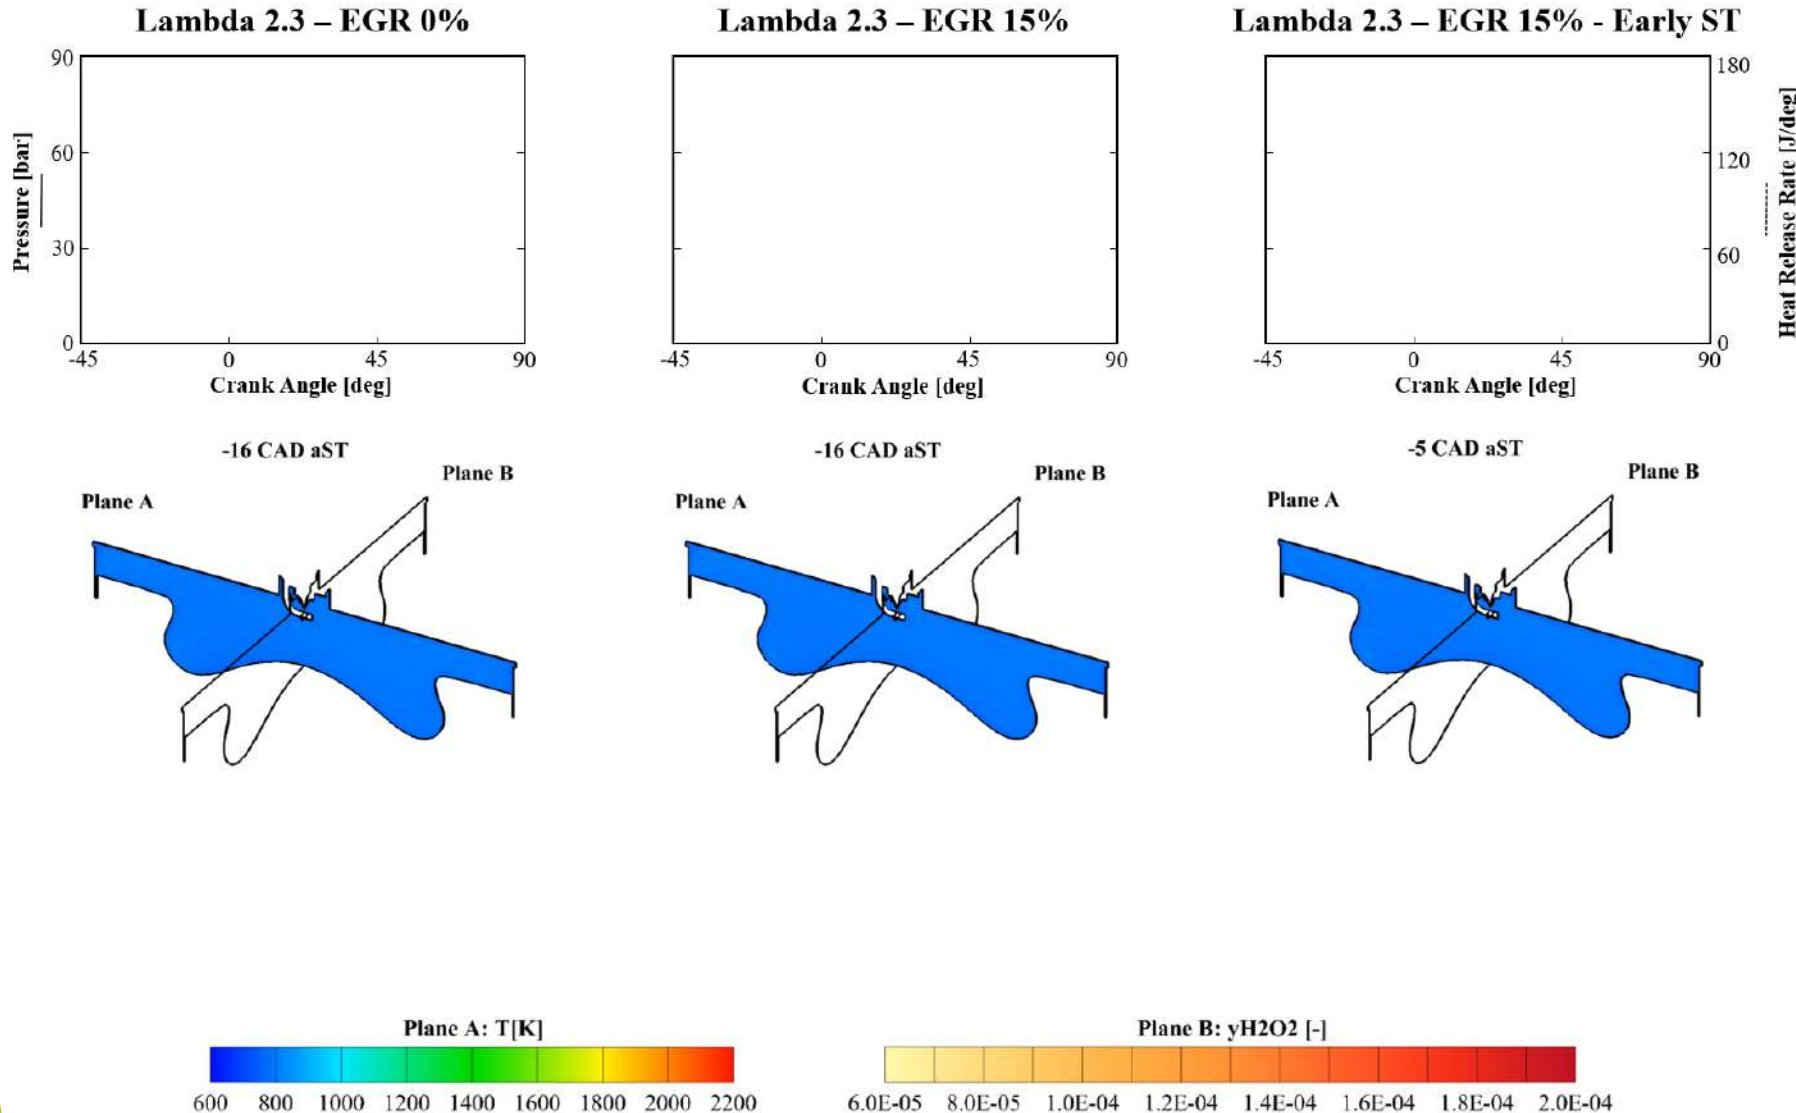 Lambda 2.3 – EGR 0%
Lambda 2.3 – EGR 15%
Lambda 2.3 – EGR 15% - Early ST
Pressure [bar]
90
60
30
0
-45
0
45
90
Crank Angle [deg]
-45
0
45
90
Crank Angle [deg]
180
120
60
0
Heat Release Rate [J/deg]
-45
0
45
90
Crank Angle [deg]
-16 CAD aST
Plane B
Plane A
-16 CAD aST
Plane B
Plane A
-5 CAD aST
Plane B
Plane A
Plane A: T[K]
600 800 1000 1200 1400 1600 1800 2000 2200
Plane B: yH2O2 [-]
6.0E-05 8.0E-05 1.0E-04 1.2E-04 1.4E-04 1.6E-04 1.8E-04 2.0E-04